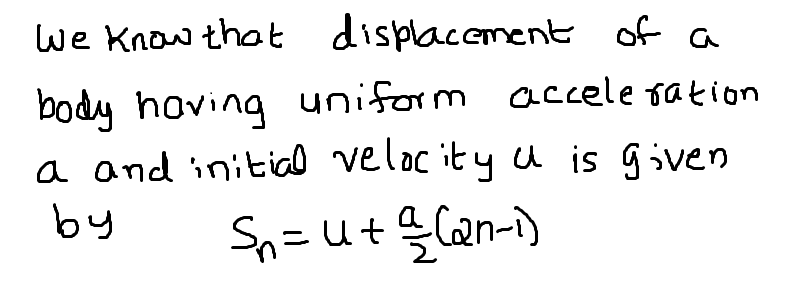 We know that displacement of a
body having uniform acceleration
a and initial velocity u is given
by S_n = u + a/2 (2n-1)